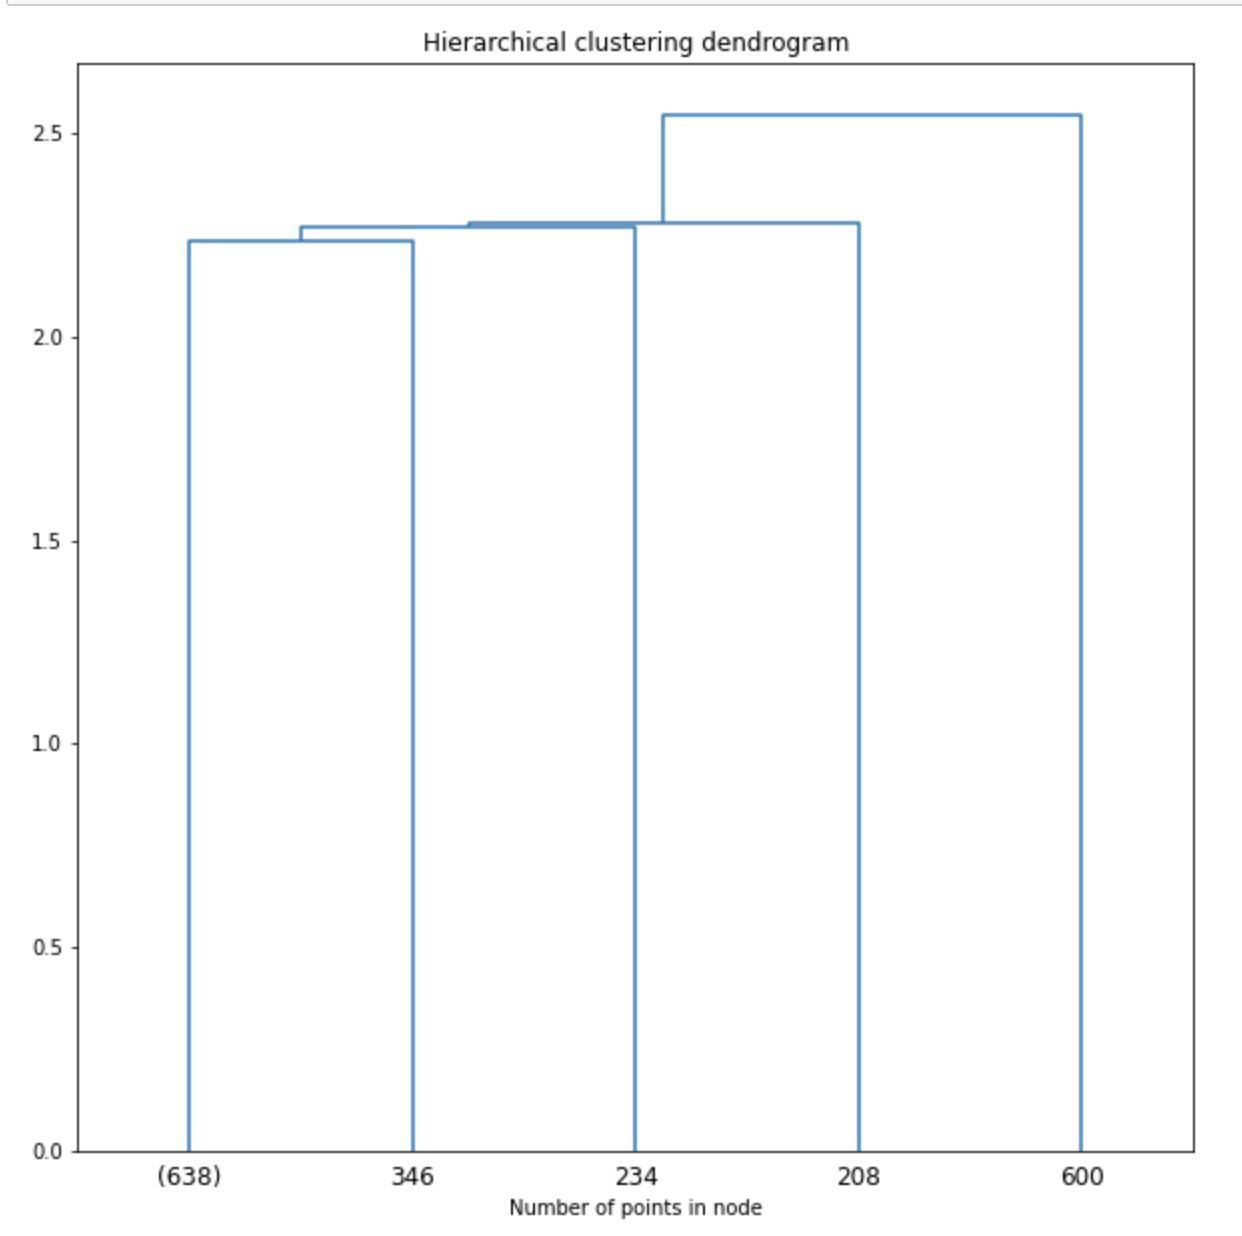 Hierarchical clustering dendrogram
2.5
2.0
1.5
1.0
0.5
0.0
(638) 346 234 208 600
Number of points in node